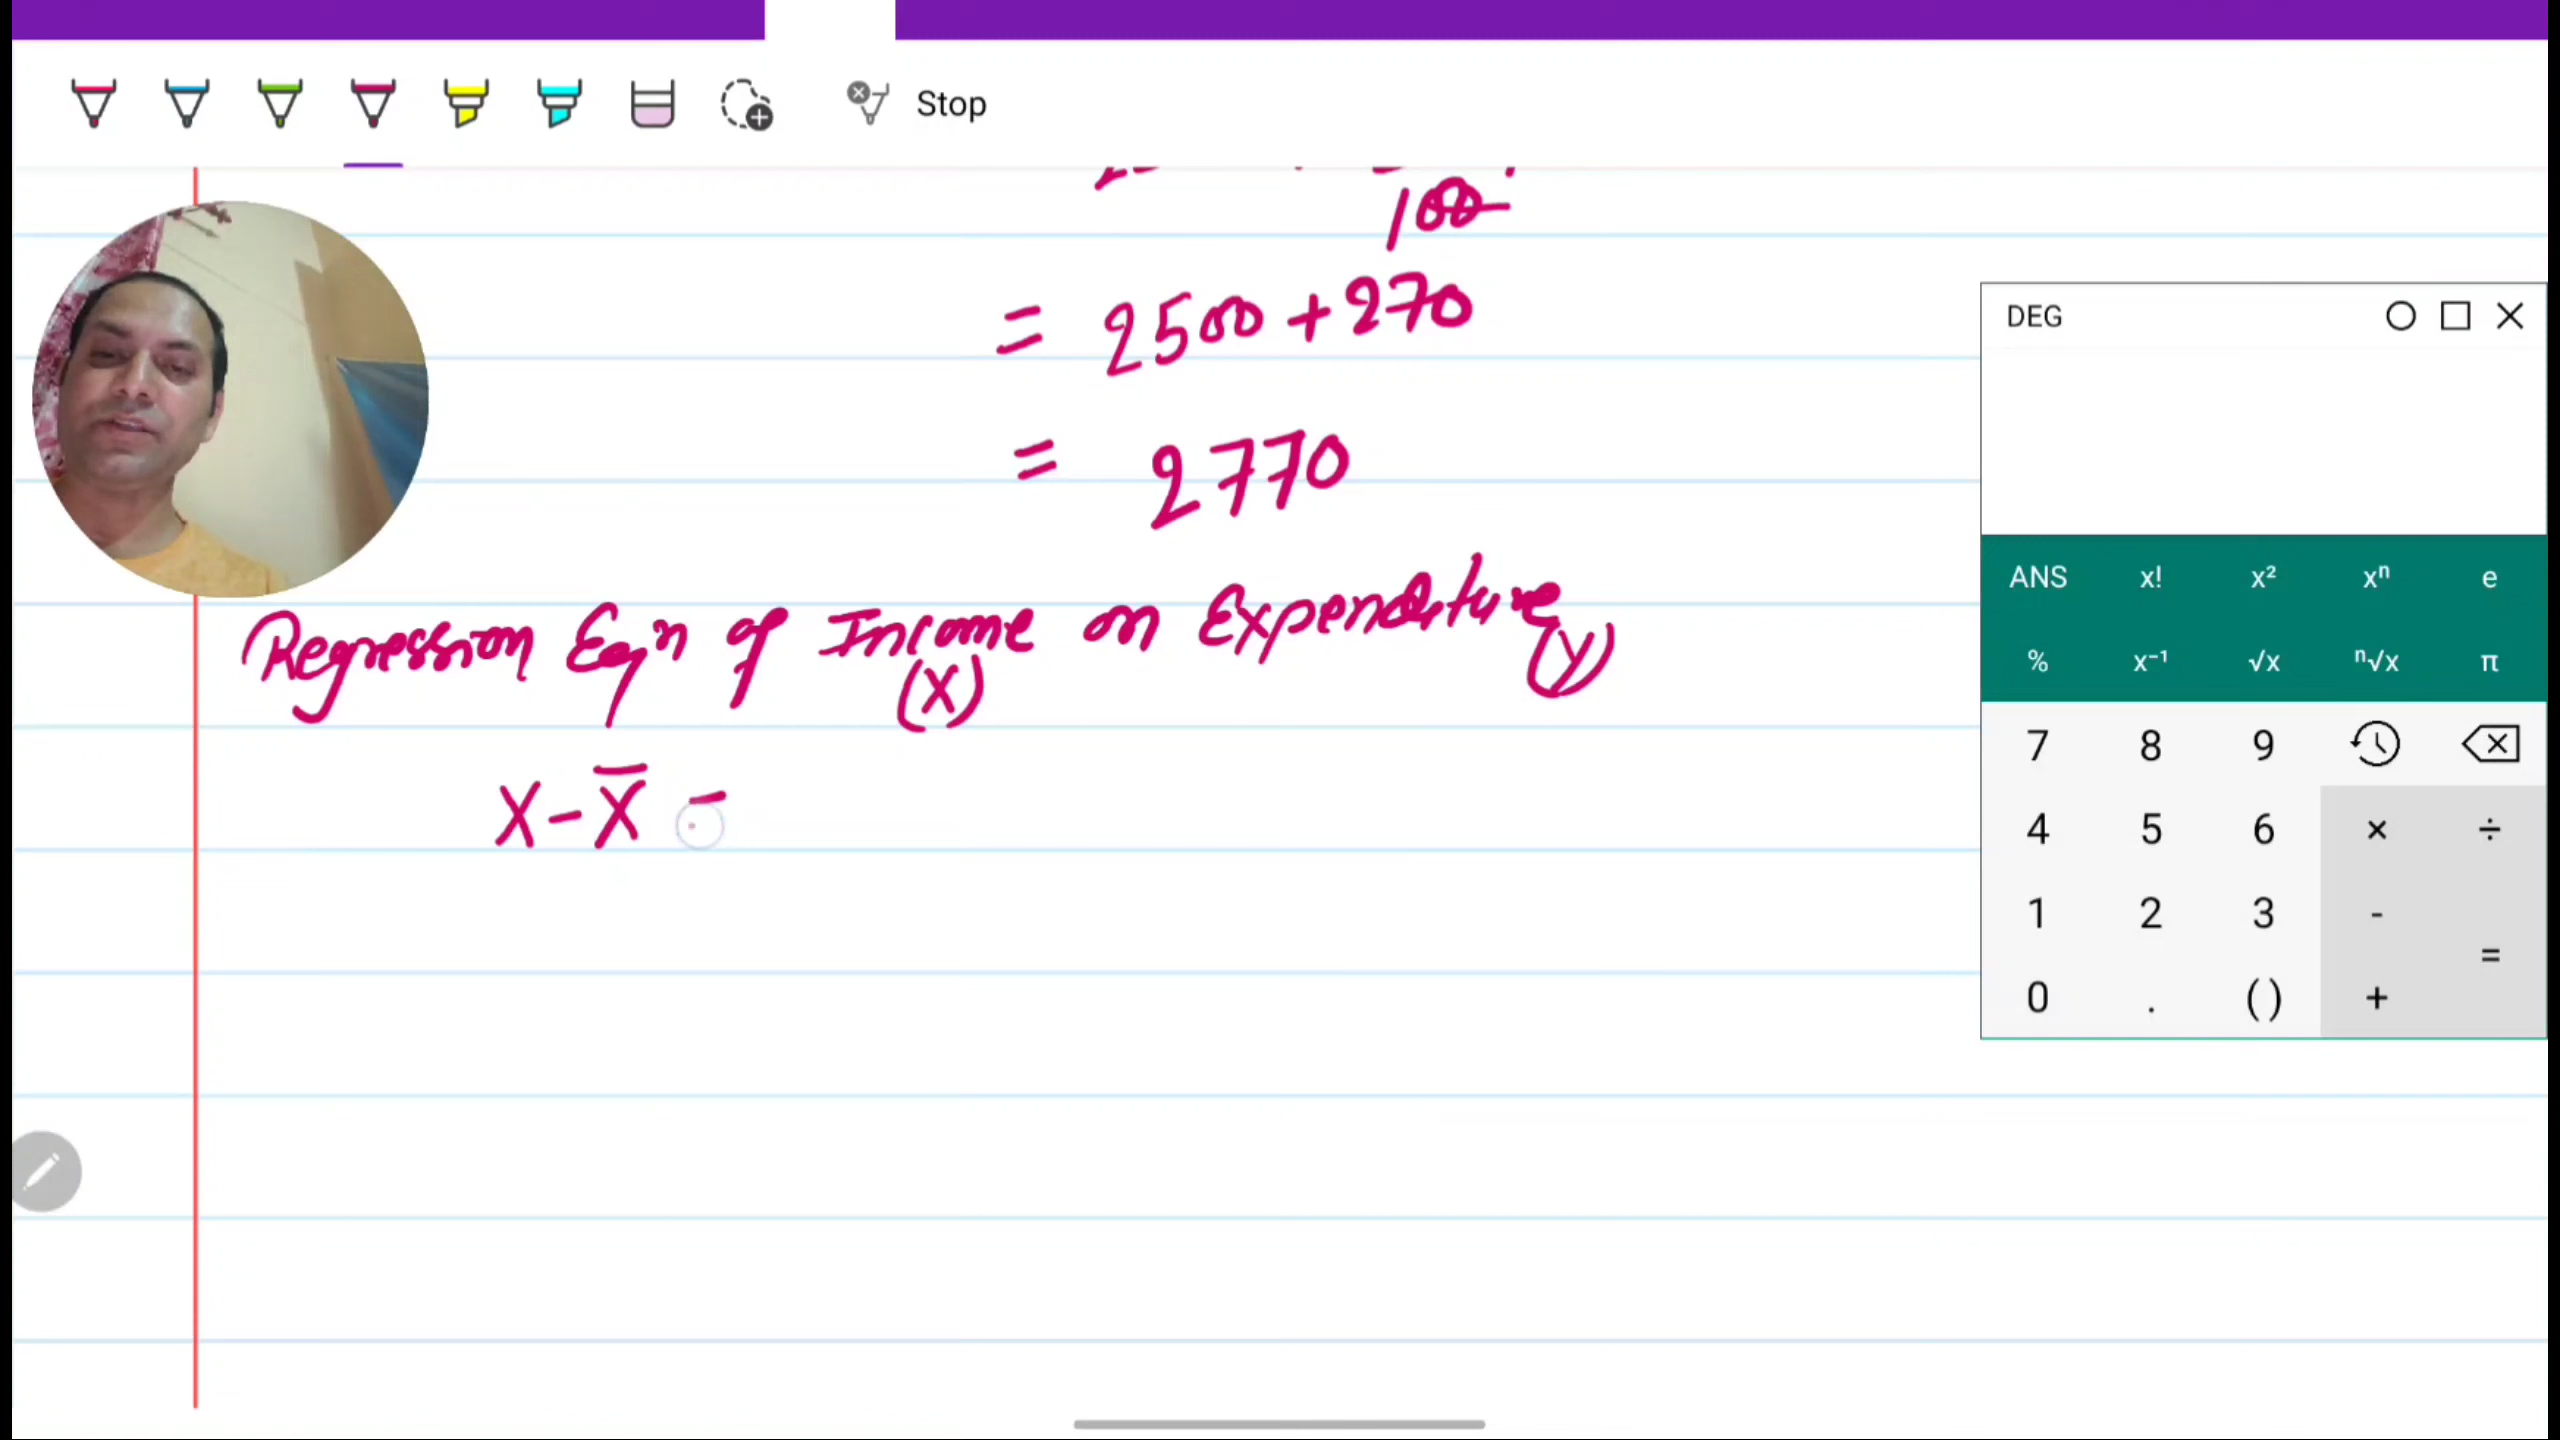 Stop
100
= 2500 + 270
= 2770
Regression Eqn of Income on Expenditure
(X) (Y)
X - X̄ =
DEG
ANS x! x² xⁿ e
% x⁻¹ √x ⁿ√x π
7 8 9
4 5 6 × ÷
1 2 3 - =
0 . ( ) +